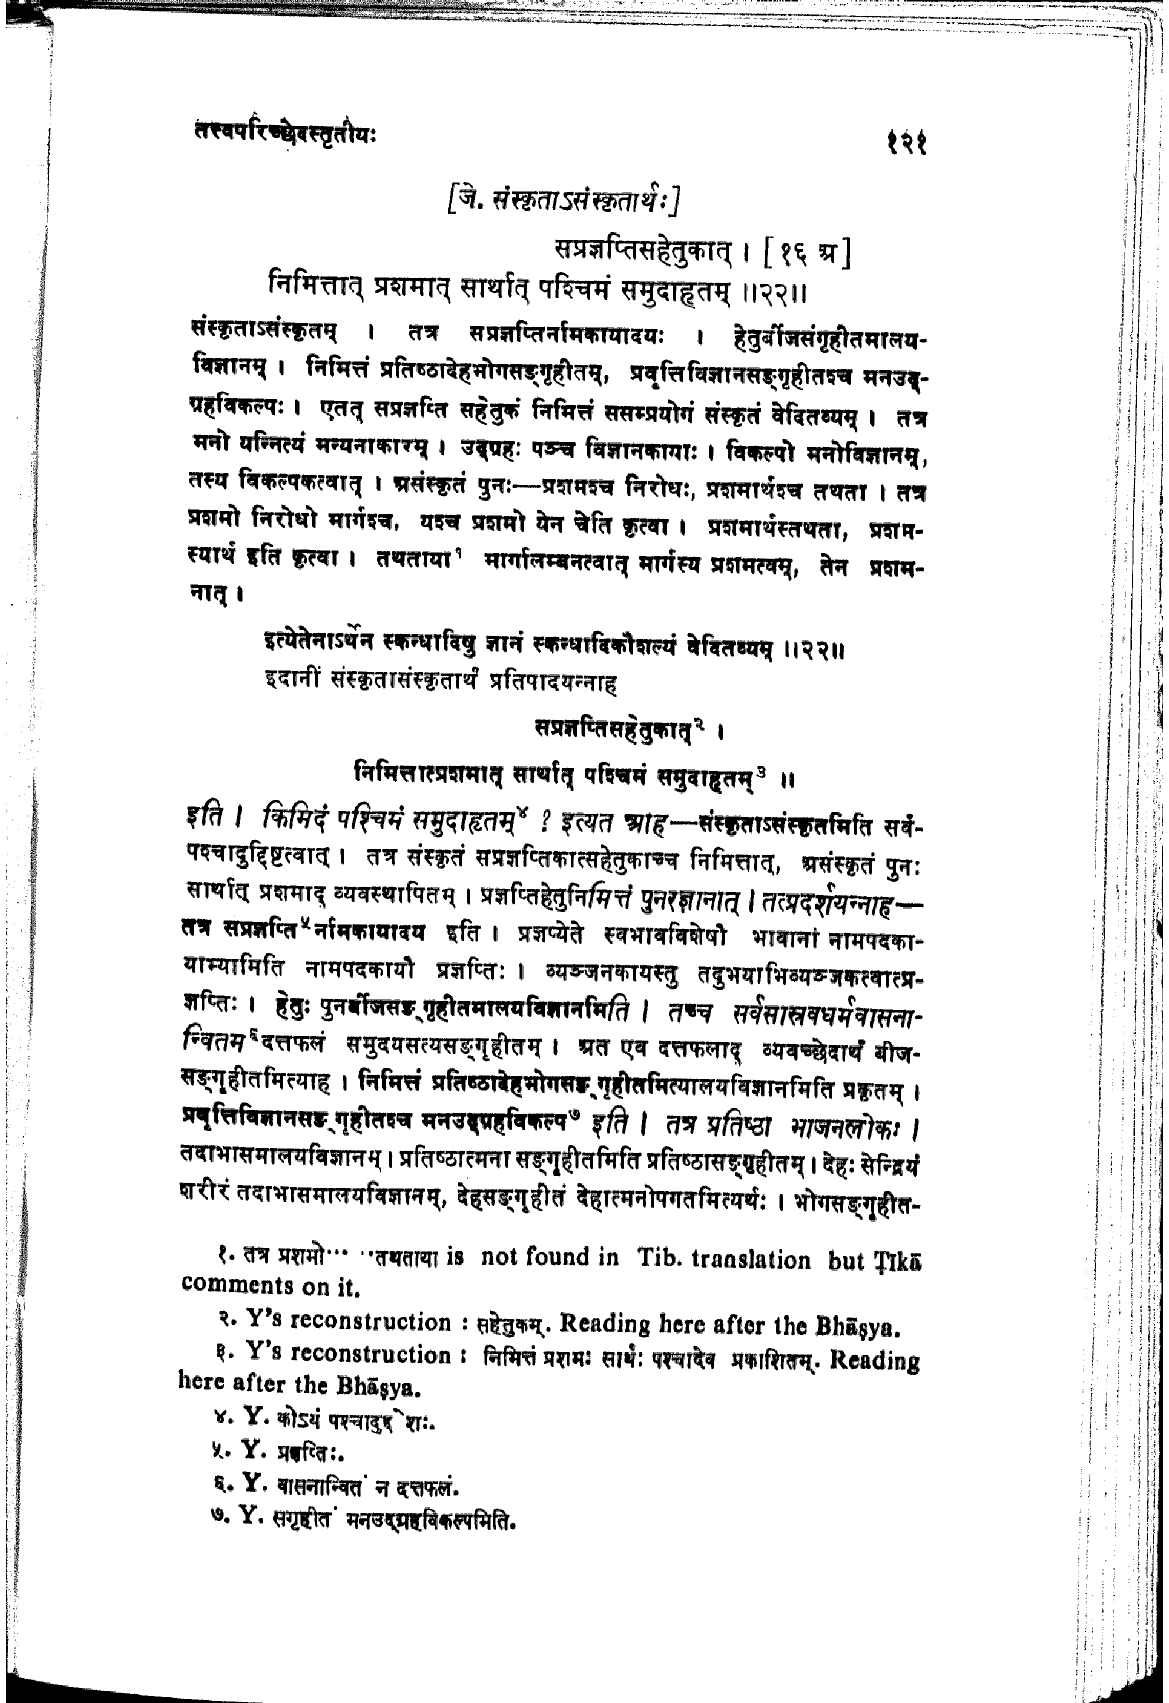 तत्त्वपरिच्छेदस्तृतीयः
१२१
[जे. संस्कृताऽसंस्कृतार्थः]
सप्रज्ञप्तिसहेतुकात् । [१६ अ]
निमित्तात् प्रशमात् सार्थात् पश्चिमं समुदाहृतम् ।।२२।।
संस्कृताऽसंस्कृतम् । तत्र सप्रज्ञप्तिर्नामकायादयः । हेतुर्बीजसंगृहीतमालय-
विज्ञानम् । निमित्तं प्रतिष्ठादेहभोगसङ्गृहीतम्, प्रवृत्तिविज्ञानसङ्गृहीतश्च मनउद्-
ग्रहविकल्पः । एतत् सप्रज्ञप्ति सहेतुकं निमित्तं ससम्प्रयोगं संस्कृतं वेदितव्यम् । तत्र
मनो यन्नित्यं मन्यनाकारम् । उद्ग्रहः पञ्च विज्ञानकायाः । विकल्पो मनोविज्ञानम्,
तस्य विकल्पकत्वात् । असंस्कृतं पुनः—प्रशमश्च निरोधः, प्रशमार्थश्च तथता । तत्र
प्रशमो निरोधो मार्गश्च, यश्च प्रशमो येन चेति कृत्वा । प्रशमार्थस्तथता, प्रशम-
स्यार्थ इति कृत्वा । तथताया¹ मार्गालम्बनत्वात् मार्गस्य प्रशमत्वम्, तेन प्रशम-
नात् ।
इत्येतेनाऽर्थेन स्कन्धादिषु ज्ञानं स्कन्धादिकौशल्यं वेदितव्यम् ।।२२।।
इदानीं संस्कृतासंस्कृतार्थं प्रतिपादयन्नाह
सप्रज्ञप्तिसहेतुकात्² ।
निमित्तात्प्रशमात् सार्थात् पश्चिमं समुदाहृतम्³ ।।
इति । किमिदं पश्चिमं समुदाहृतम्⁴ ? इत्यत आह—संस्कृताऽसंस्कृतमिति सर्व-
पश्चादुद्दिष्टत्वात् । तत्र संस्कृतं सप्रज्ञप्तिकात्सहेतुकाच्च निमित्तात्, असंस्कृतं पुनः
सार्थात् प्रशमाद् व्यवस्थापितम् । प्रज्ञप्तिहेतुनिमित्तं पुनरज्ञानात् । तत्प्रदर्शयन्नाह—
तत्र सप्रज्ञप्ति⁵र्नामकायादय इति । प्रज्ञप्येते स्वभावविशेषौ भावानां नामपदका-
याभ्यामिति नामपदकायौ प्रज्ञप्तिः । व्यञ्जनकायस्तु तदुभयाभिव्यञ्जकत्वात्प्र-
ज्ञप्तिः । हेतुः पुनर्बीजसङ्गृहीतमालयविज्ञानमिति । तच्च सर्वसास्रवधर्मवासना-
न्वितम⁶दत्तफलं समुदयसत्यसङ्गृहीतम् । अत एव दत्तफलाद् व्यवच्छेदार्थं बीज-
सङ्गृहीतमित्याह । निमित्तं प्रतिष्ठादेहभोगसङ्गृहीतमित्यालयविज्ञानमिति प्रकृतम् ।
प्रवृत्तिविज्ञानसङ्गृहीतश्च मनउद्ग्रहविकल्प⁷ इति । तत्र प्रतिष्ठा भाजनलोकः ।
तदाभासमालयविज्ञानम् । प्रतिष्ठात्मना सङ्गृहीतमिति प्रतिष्ठासङ्गृहीतम् । देहः सेन्द्रियं
शरीरं तदाभासमालयविज्ञानम्, देहसङ्गृहीतं देहात्मनोपगतमित्यर्थः । भोगसङ्गृहीत-
१. तत्र प्रशमो··· ··तथताया is not found in Tib. translation but Ṭīkā
comments on it.
२. Y's reconstruction : सहेतुकम्. Reading here after the Bhāṣya.
३. Y's reconstruction : निमित्तं प्रशमः सार्थः पश्चादेव प्रकाशितम्. Reading
here after the Bhāṣya.
४. Y. कोऽयं पश्चादुद्देशः.
५. Y. प्रज्ञप्तिः.
६. Y. वासनान्वितं न दत्तफलं.
७. Y. सगृहीतं मनउद्ग्रहविकल्पमिति.